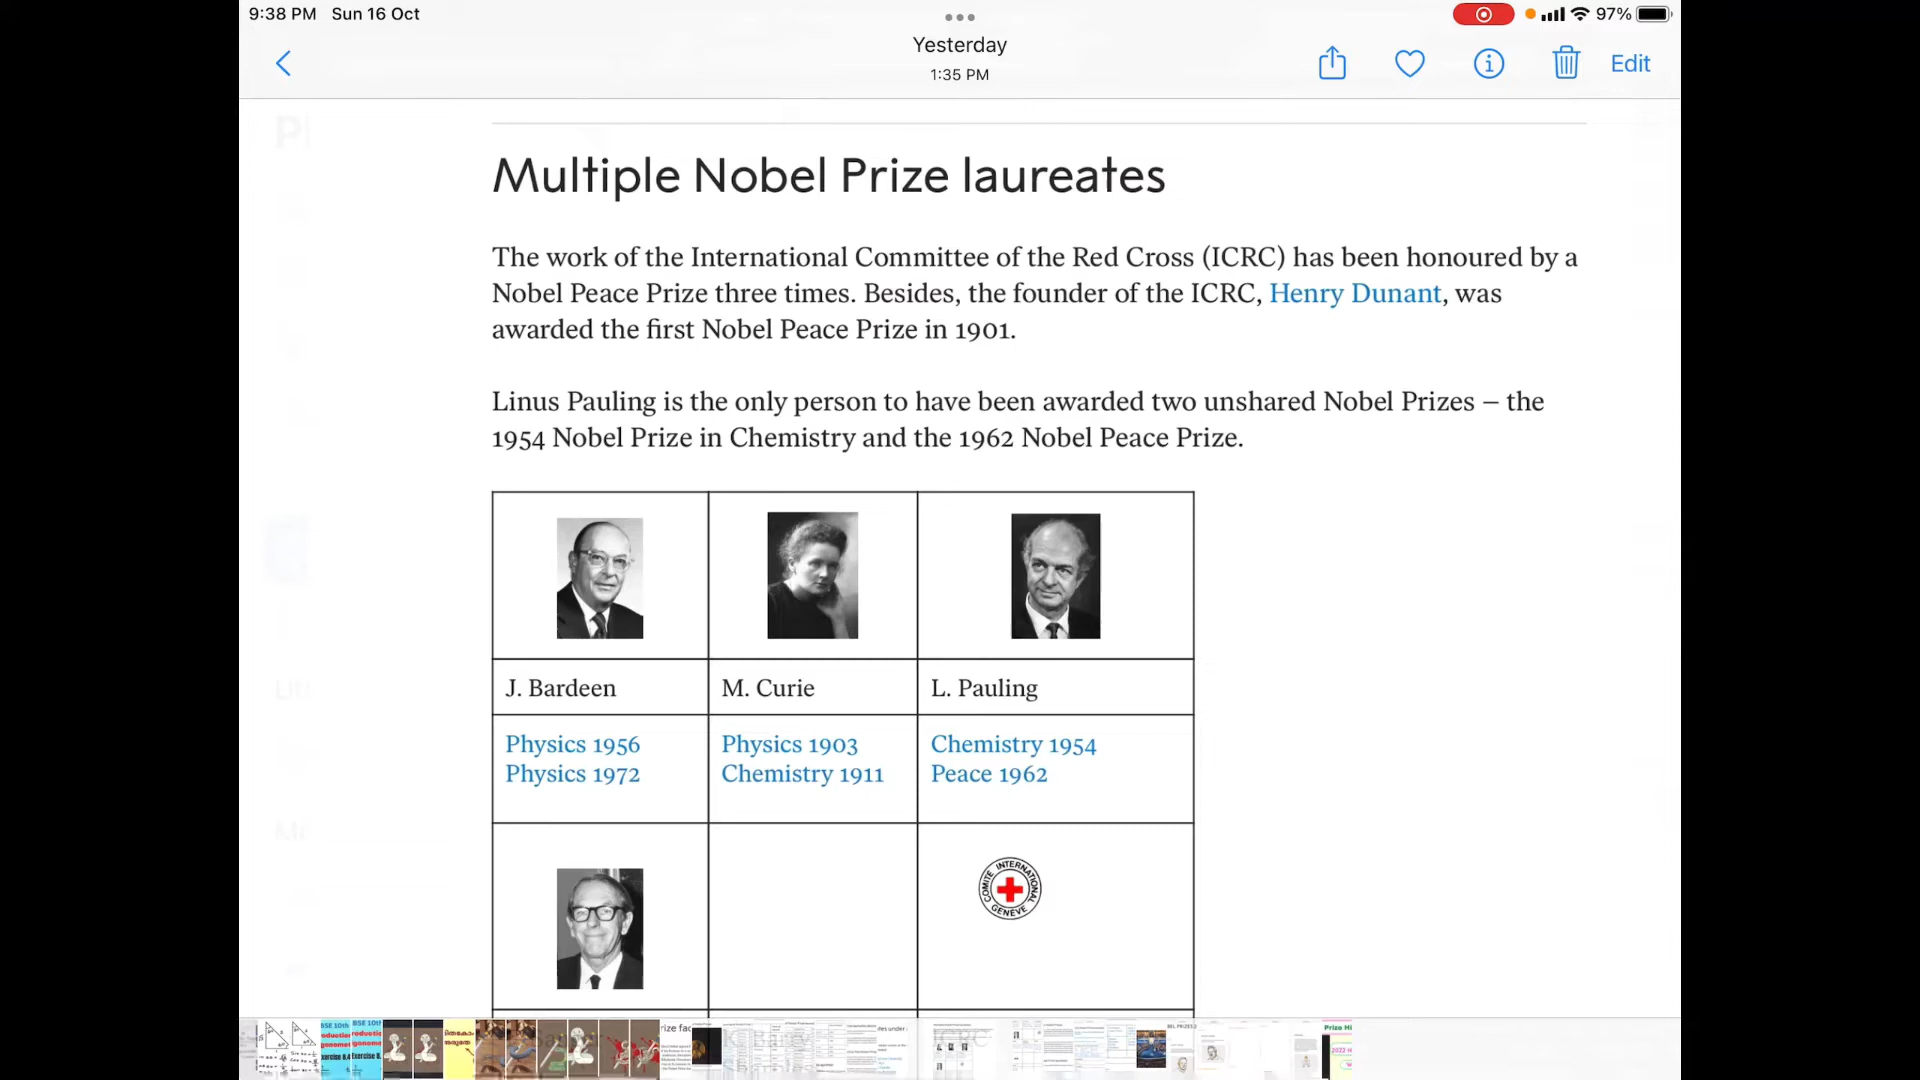 9:38 PM Sun 16 Oct
97%
Yesterday
1:35 PM
Edit
Multiple Nobel Prize laureates
The work of the International Committee of the Red Cross (ICRC) has been honoured by a
Nobel Peace Prize three times. Besides, the founder of the ICRC, Henry Dunant, was
awarded the first Nobel Peace Prize in 1901.
Linus Pauling is the only person to have been awarded two unshared Nobel Prizes – the
1954 Nobel Prize in Chemistry and the 1962 Nobel Peace Prize.
J. Bardeen M. Curie L. Pauling
Physics 1956 Physics 1903 Chemistry 1954
Physics 1972 Chemistry 1911 Peace 1962
COMITE INTERNATIONAL
GENEVE